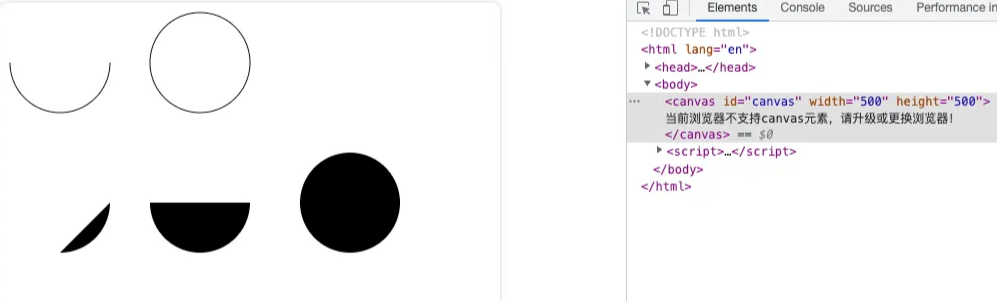 Elements Console Sources Performance in
<!DOCTYPE html>
<html lang="en">
<head>…</head>
<body>
… <canvas id="canvas" width="500" height="500">
当前浏览器不支持canvas元素，请升级或更换浏览器！
</canvas> == $0
<script>…</script>
</body>
</html>